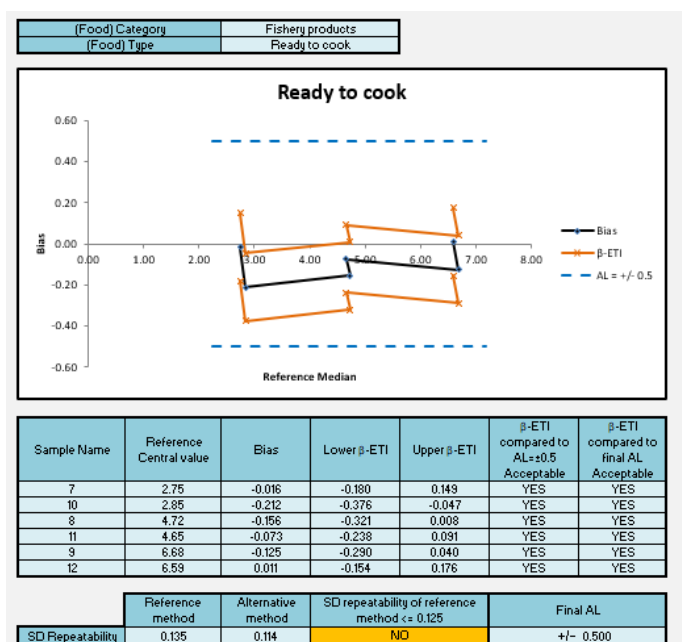 (Food) Category Fishery products
(Food) Type Ready to cook
Ready to cook
0.60
0.40
0.20
0.00
-0.20
-0.40
-0.60
0.00 1.00 2.00 3.00 4.00 5.00 6.00 7.00 8.00
Bias
Reference Median
Bias
β-ETI
AL = +/- 0.5
Sample Name Reference Central value Bias Lower β-ETI Upper β-ETI β-ETI compared to AL=±0.5 Acceptable β-ETI compared to final AL Acceptable
7 2.75 -0.016 -0.180 0.149 YES YES
10 2.85 -0.212 -0.376 -0.047 YES YES
8 4.72 -0.156 -0.321 0.008 YES YES
11 4.65 -0.073 -0.238 0.091 YES YES
9 6.68 -0.125 -0.290 0.040 YES YES
12 6.59 0.011 -0.154 0.176 YES YES
Reference method Alternative method SD repeatability of reference method <= 0.125 Final AL
SD Repeatability 0.135 0.114 NO +/- 0.500